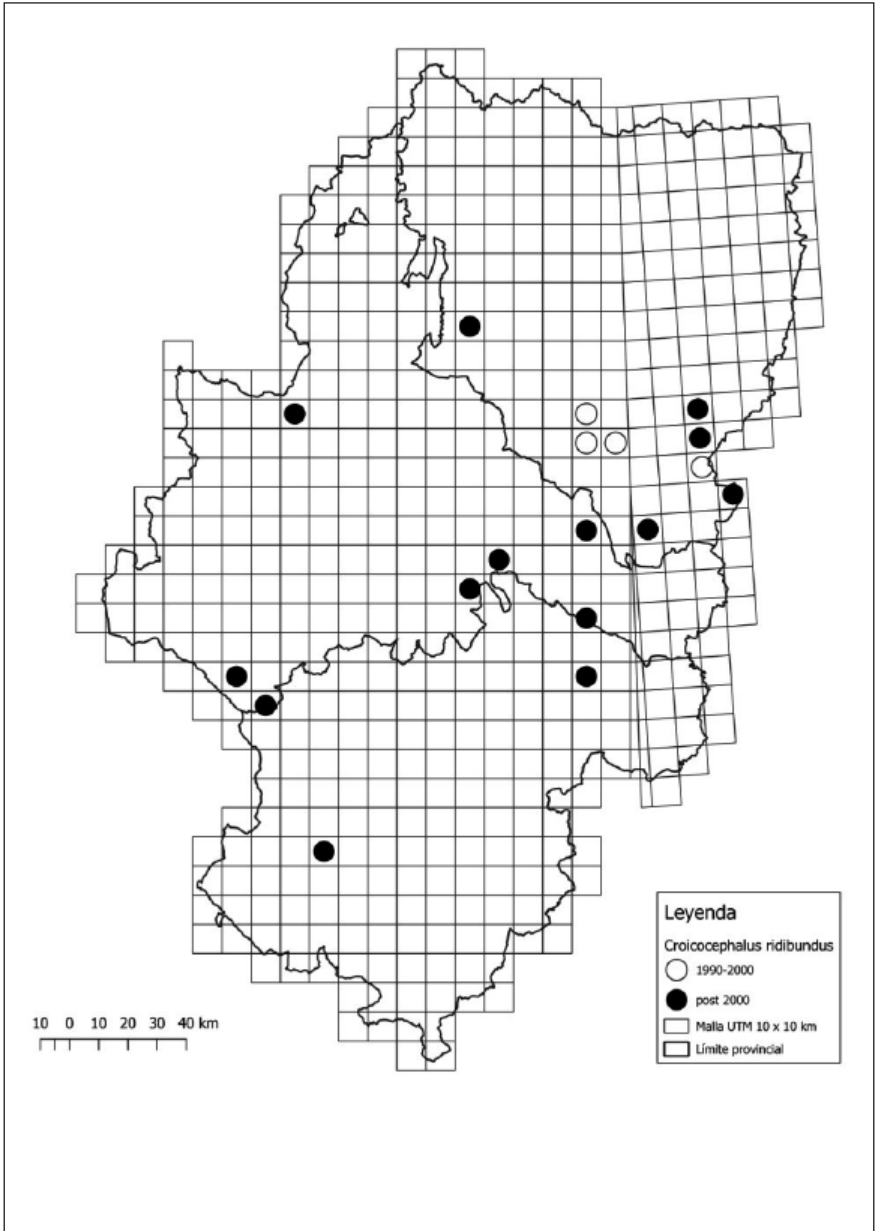 Leyenda
Croicocephalus ridibundus
1990-2000
post 2000
Malla UTM 10 x 10 km
Límite provincial
10 0 10 20 30 40 km